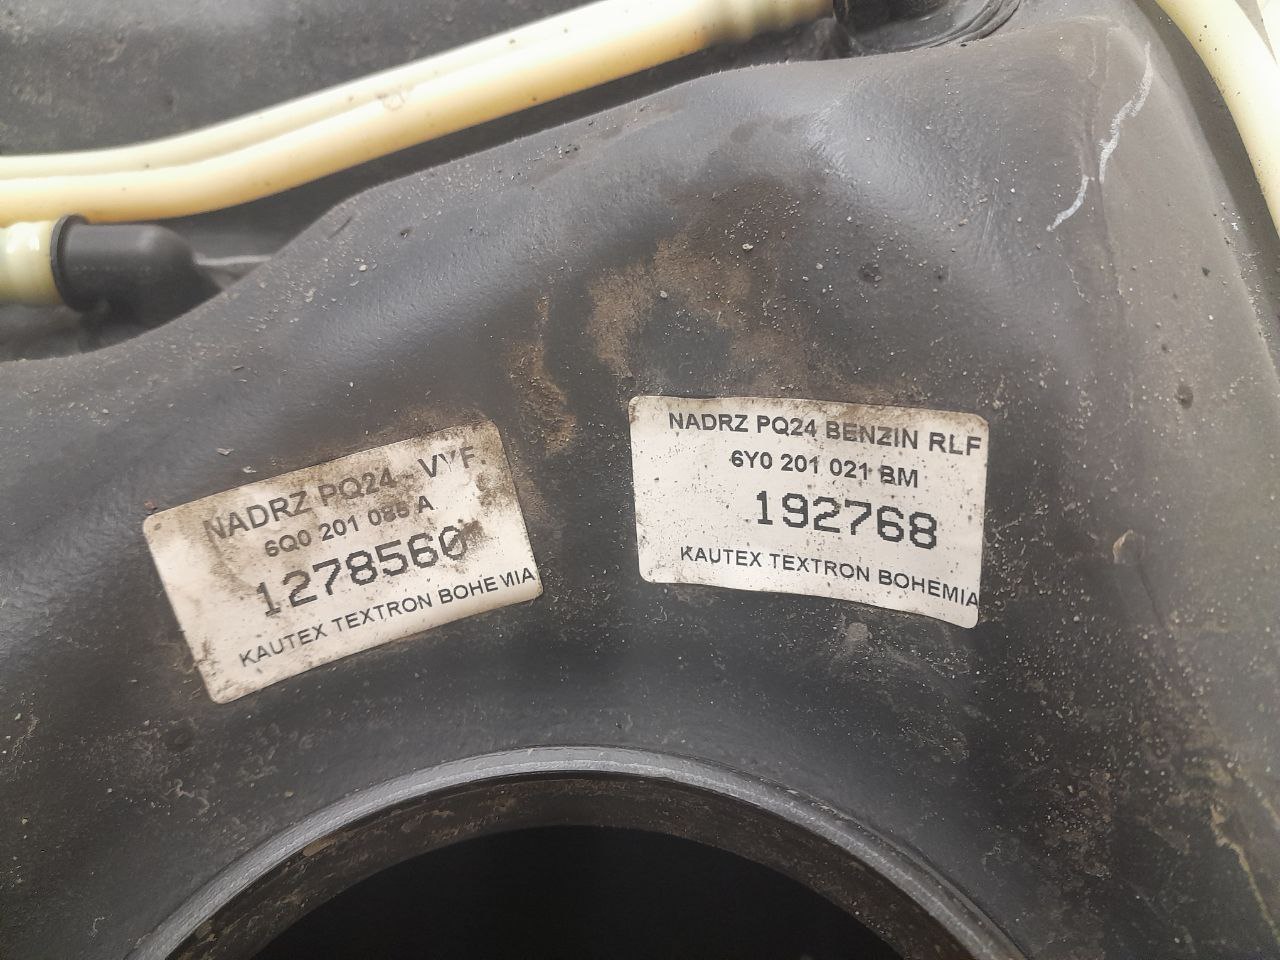 NADRZ PQ24 - VYF.
6Q0 201 085 A
1278560
KAUTEX TEXTRON BOHEMIA
NADRZ PQ24 BENZIN RLF
6Y0 201 021 BM
192768
KAUTEX TEXTRON BOHEMIA